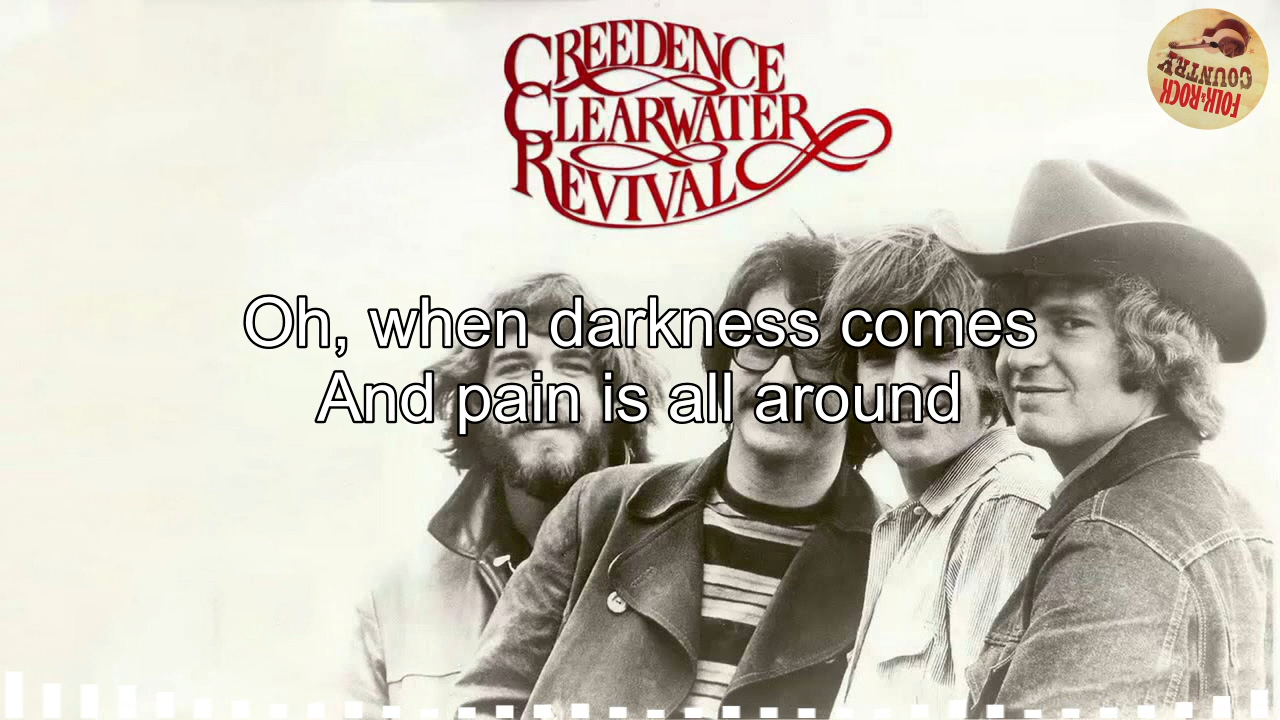 CREEDENCE
CLEARWATER
REVIVAL
FOLK & ROCK
COUNTRY
Oh, when darkness comes
And pain is all around